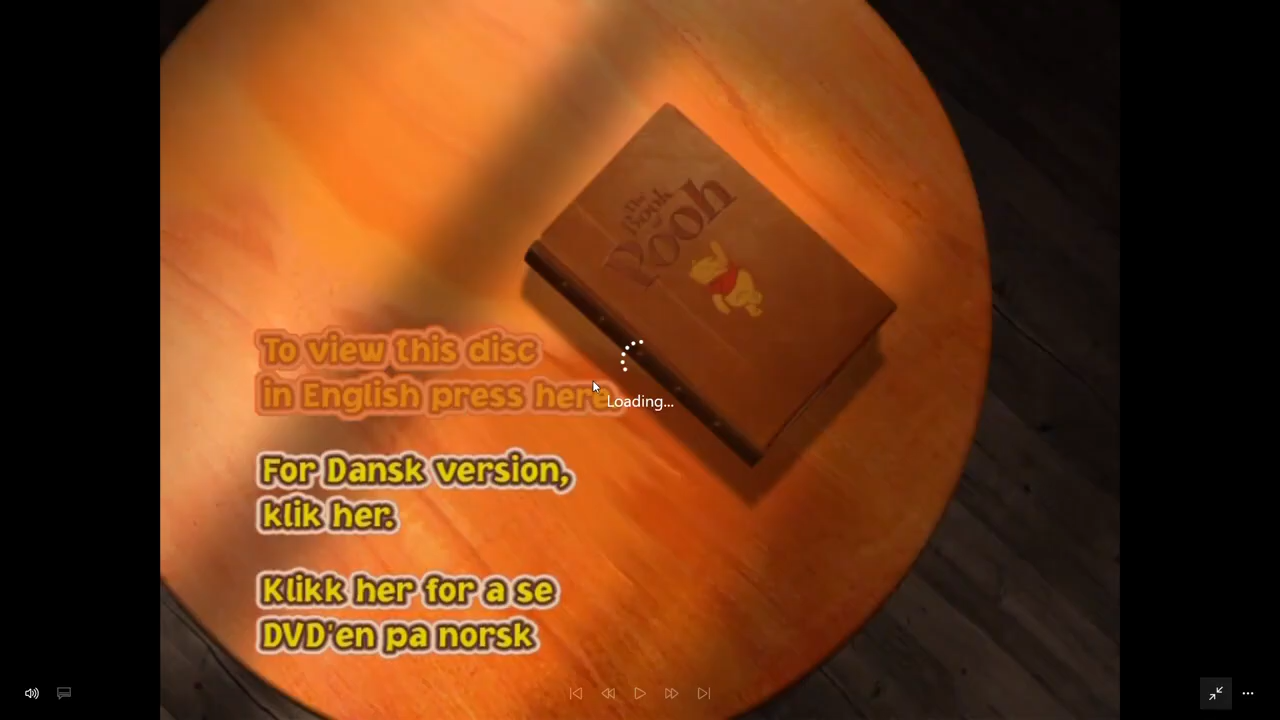 The
Book
of
Pooh
To view this disc
in English press here
Loading...
For Dansk version,
klik her.
Klikk her for a se
DVD'en pa norsk